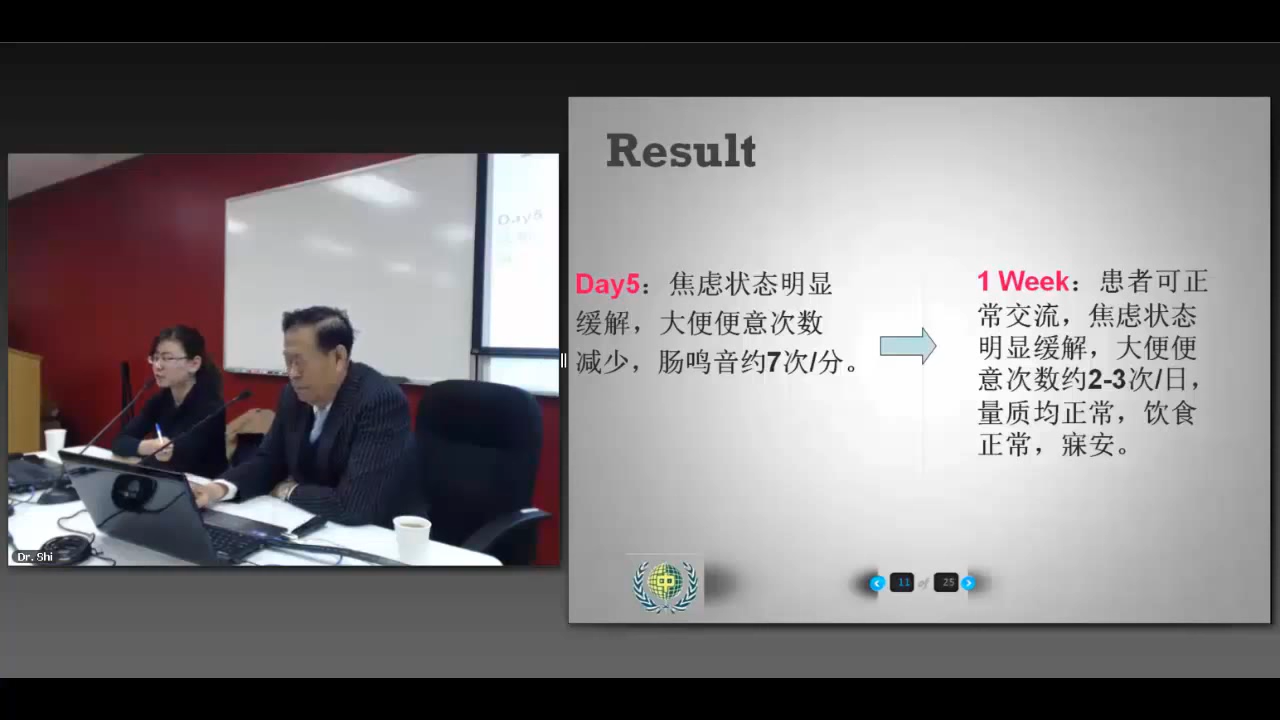 Result
Day5：焦虑状态明显
缓解，大便便意次数
减少，肠鸣音约7次/分。
1 Week：患者可正
常交流，焦虑状态
明显缓解，大便便
意次数约2-3次/日，
量质均正常，饮食
正常，寐安。
Day5
Dr. Shi
中
11 of 25